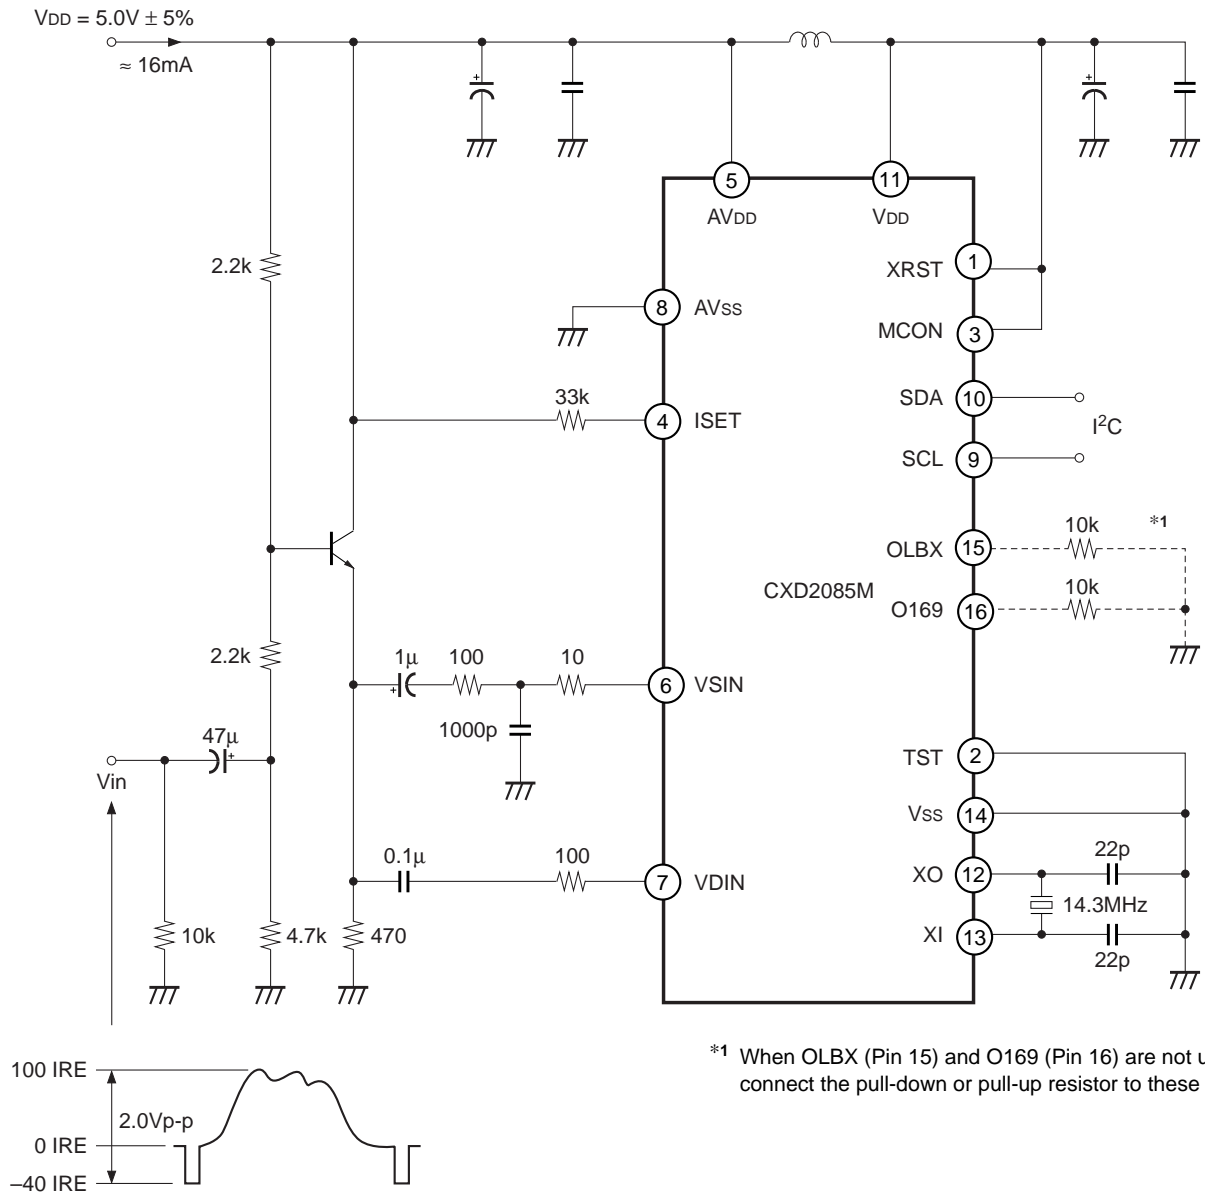 VDD = 5.0V ± 5%
≈ 16mA
5
11
AVDD
VDD
2.2k
XRST
1
8
AVss
MCON
3
33k
SDA
10
4
ISET
I²C
SCL
9
10k
*1
OLBX
15
CXD2085M
10k
O169
16
2.2k
1μ
100
10
+
6
VSIN
1000p
47μ
+
TST
2
Vin
Vss
14
0.1μ
100
22p
7
VDIN
XO
12
14.3MHz
10k
4.7k
470
XI
13
22p
*1 When OLBX (Pin 15) and O169 (Pin 16) are not
connect the pull-down or pull-up resistor to these
100 IRE
2.0Vp-p
0 IRE
–40 IRE